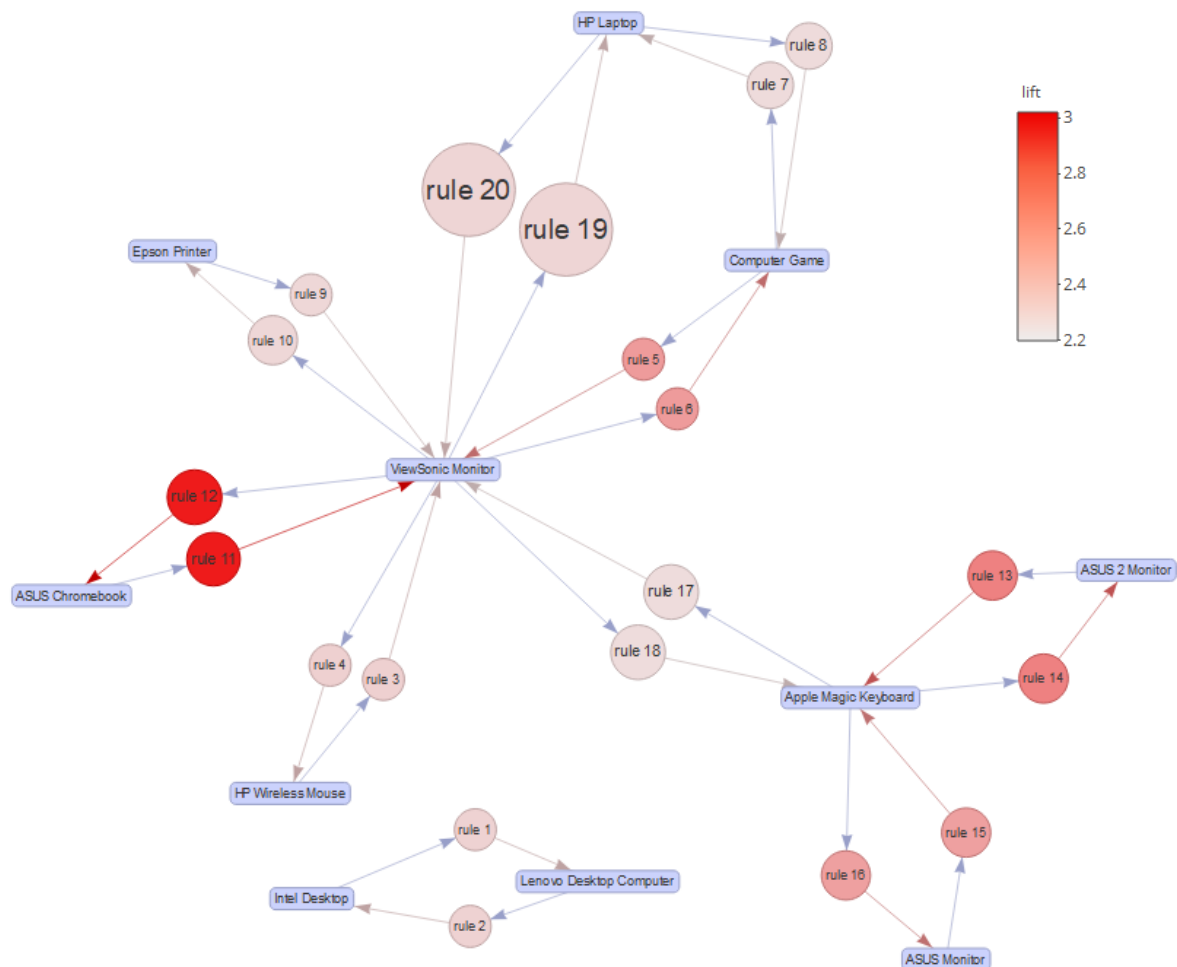 HP Laptop
rule 8
rule 7
lift
3
2.8
2.6
2.4
2.2
rule 20
rule 19
Epson Printer
Computer Game
rule 9
rule 10
rule 5
rule 6
ViewSonic Monitor
rule 12
rule 11
ASUS Chromebook
rule 17
rule 13
ASUS 2 Monitor
rule 18
rule 4
rule 3
rule 14
Apple Magic Keyboard
HP Wireless Mouse
rule 1
rule 15
Lenovo Desktop Computer
rule 16
Intel Desktop
rule 2
ASUS Monitor